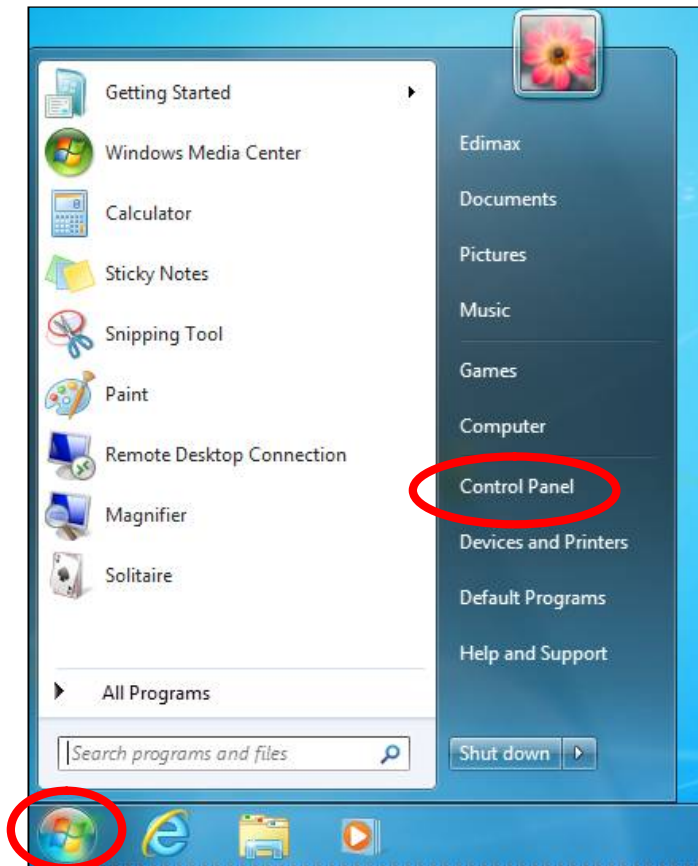 Getting Started
Windows Media Center
Calculator
Sticky Notes
Snipping Tool
Paint
Remote Desktop Connection
Magnifier
Solitaire
All Programs
Search programs and files
Edimax
Documents
Pictures
Music
Games
Computer
Control Panel
Devices and Printers
Default Programs
Help and Support
Shut down